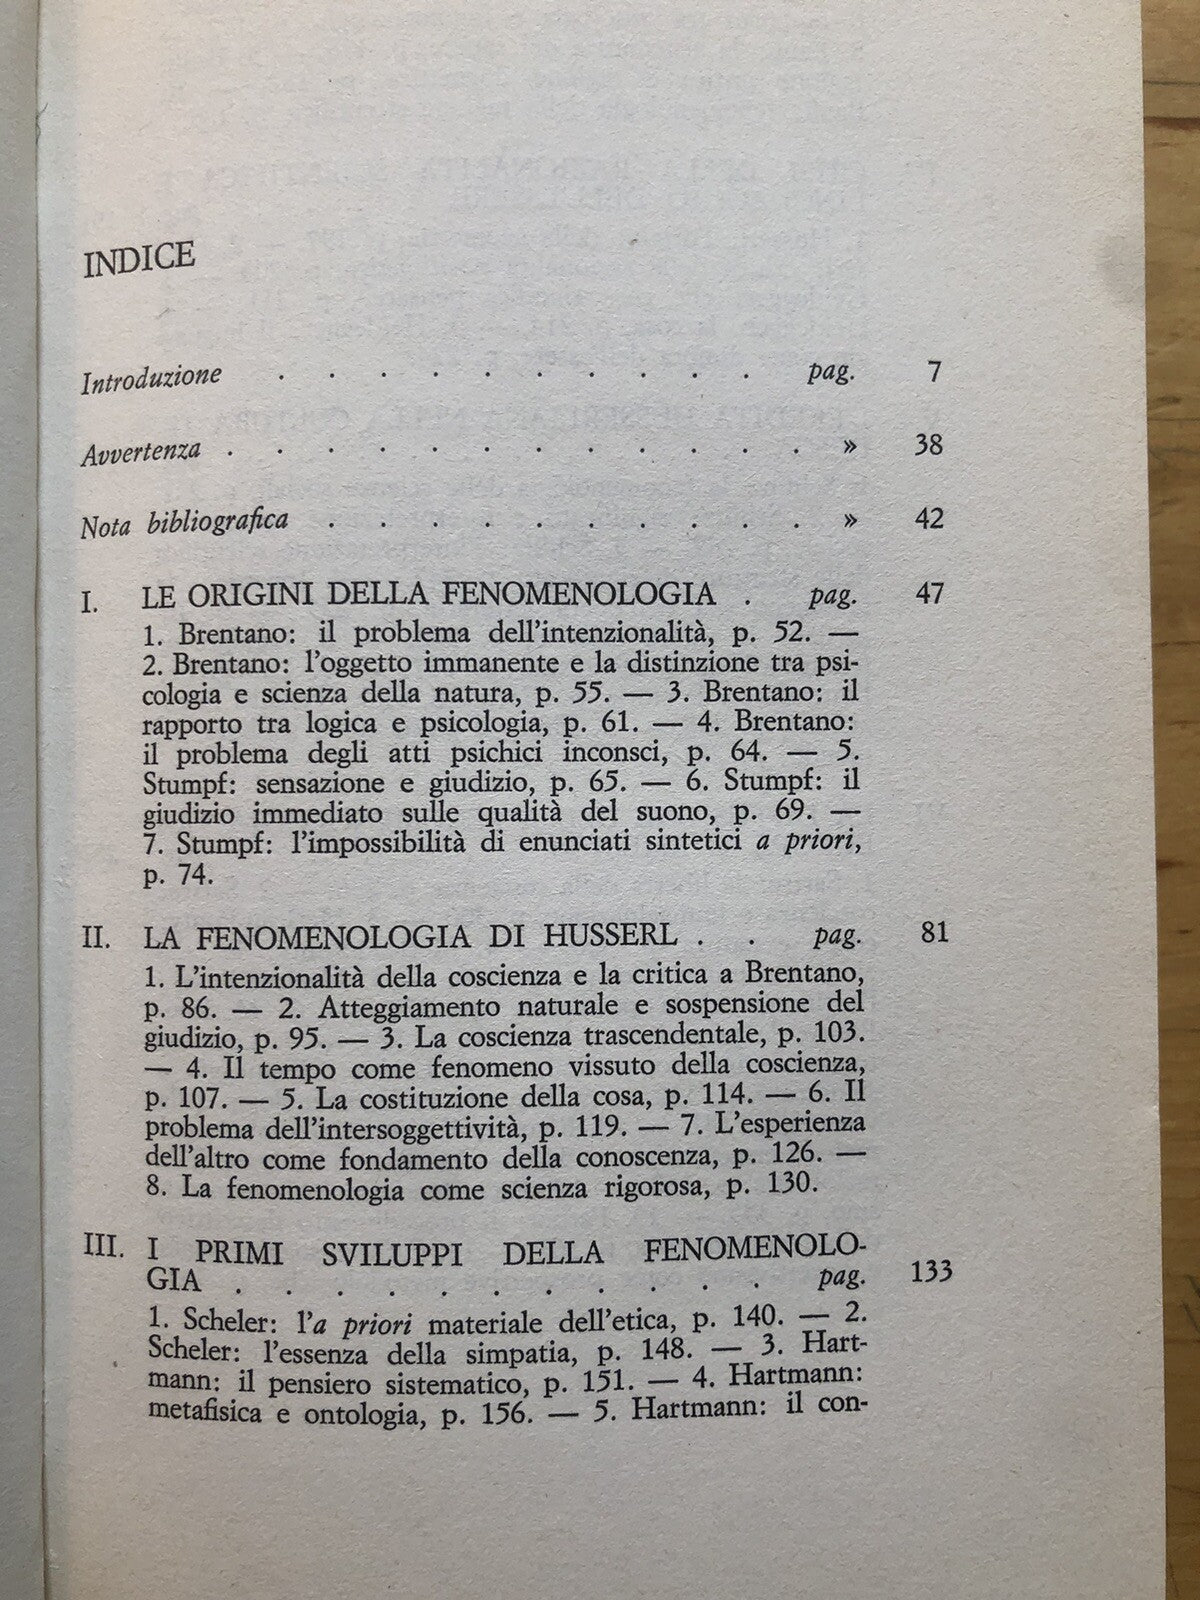 INDICE
Introduzione . . . . . . . . . . pag. 7
Avvertenza . . . . . . . . . . . . » 38
Nota bibliografica . . . . . . . . . . » 42
I. LE ORIGINI DELLA FENOMENOLOGIA . pag. 47
1. Brentano: il problema dell'intenzionalità, p. 52. —
2. Brentano: l'oggetto immanente e la distinzione tra psi-
cologia e scienza della natura, p. 55. — 3. Brentano: il
rapporto tra logica e psicologia, p. 61. — 4. Brentano:
il problema degli atti psichici inconsci, p. 64. — 5.
Stumpf: sensazione e giudizio, p. 65. — 6. Stumpf: il
giudizio immediato sulle qualità del suono, p. 69. —
7. Stumpf: l'impossibilità di enunciati sintetici a priori,
p. 74.
II. LA FENOMENOLOGIA DI HUSSERL . . pag. 81
1. L'intenzionalità della coscienza e la critica a Brentano,
p. 86. — 2. Atteggiamento naturale e sospensione del
giudizio, p. 95. — 3. La coscienza trascendentale, p. 103.
— 4. Il tempo come fenomeno vissuto della coscienza,
p. 107. — 5. La costituzione della cosa, p. 114. — 6. Il
problema dell'intersoggettività, p. 119. — 7. L'esperienza
dell'altro come fondamento della conoscenza, p. 126. —
8. La fenomenologia come scienza rigorosa, p. 130.
III. I PRIMI SVILUPPI DELLA FENOMENOLO-
GIA . . . . . . . . . . . pag. 133
1. Scheler: l'a priori materiale dell'etica, p. 140. — 2.
Scheler: l'essenza della simpatia, p. 148. — 3. Hart-
mann: il pensiero sistematico, p. 151. — 4. Hartmann:
metafisica e ontologia, p. 156. — 5. Hartmann: il con-